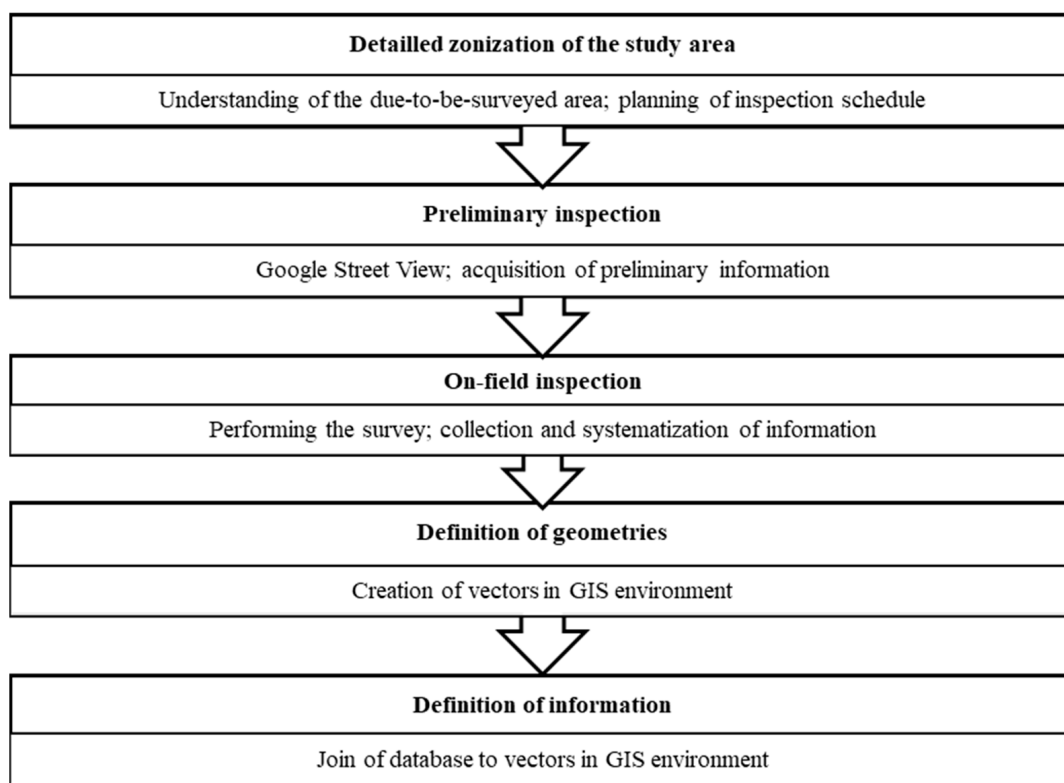 Detailled zonization of the study area
Understanding of the due-to-be-surveyed area; planning of inspection schedule
Preliminary inspection
Google Street View; acquisition of preliminary information
On-field inspection
Performing the survey; collection and systematization of information
Definition of geometries
Creation of vectors in GIS environment
Definition of information
Join of database to vectors in GIS environment